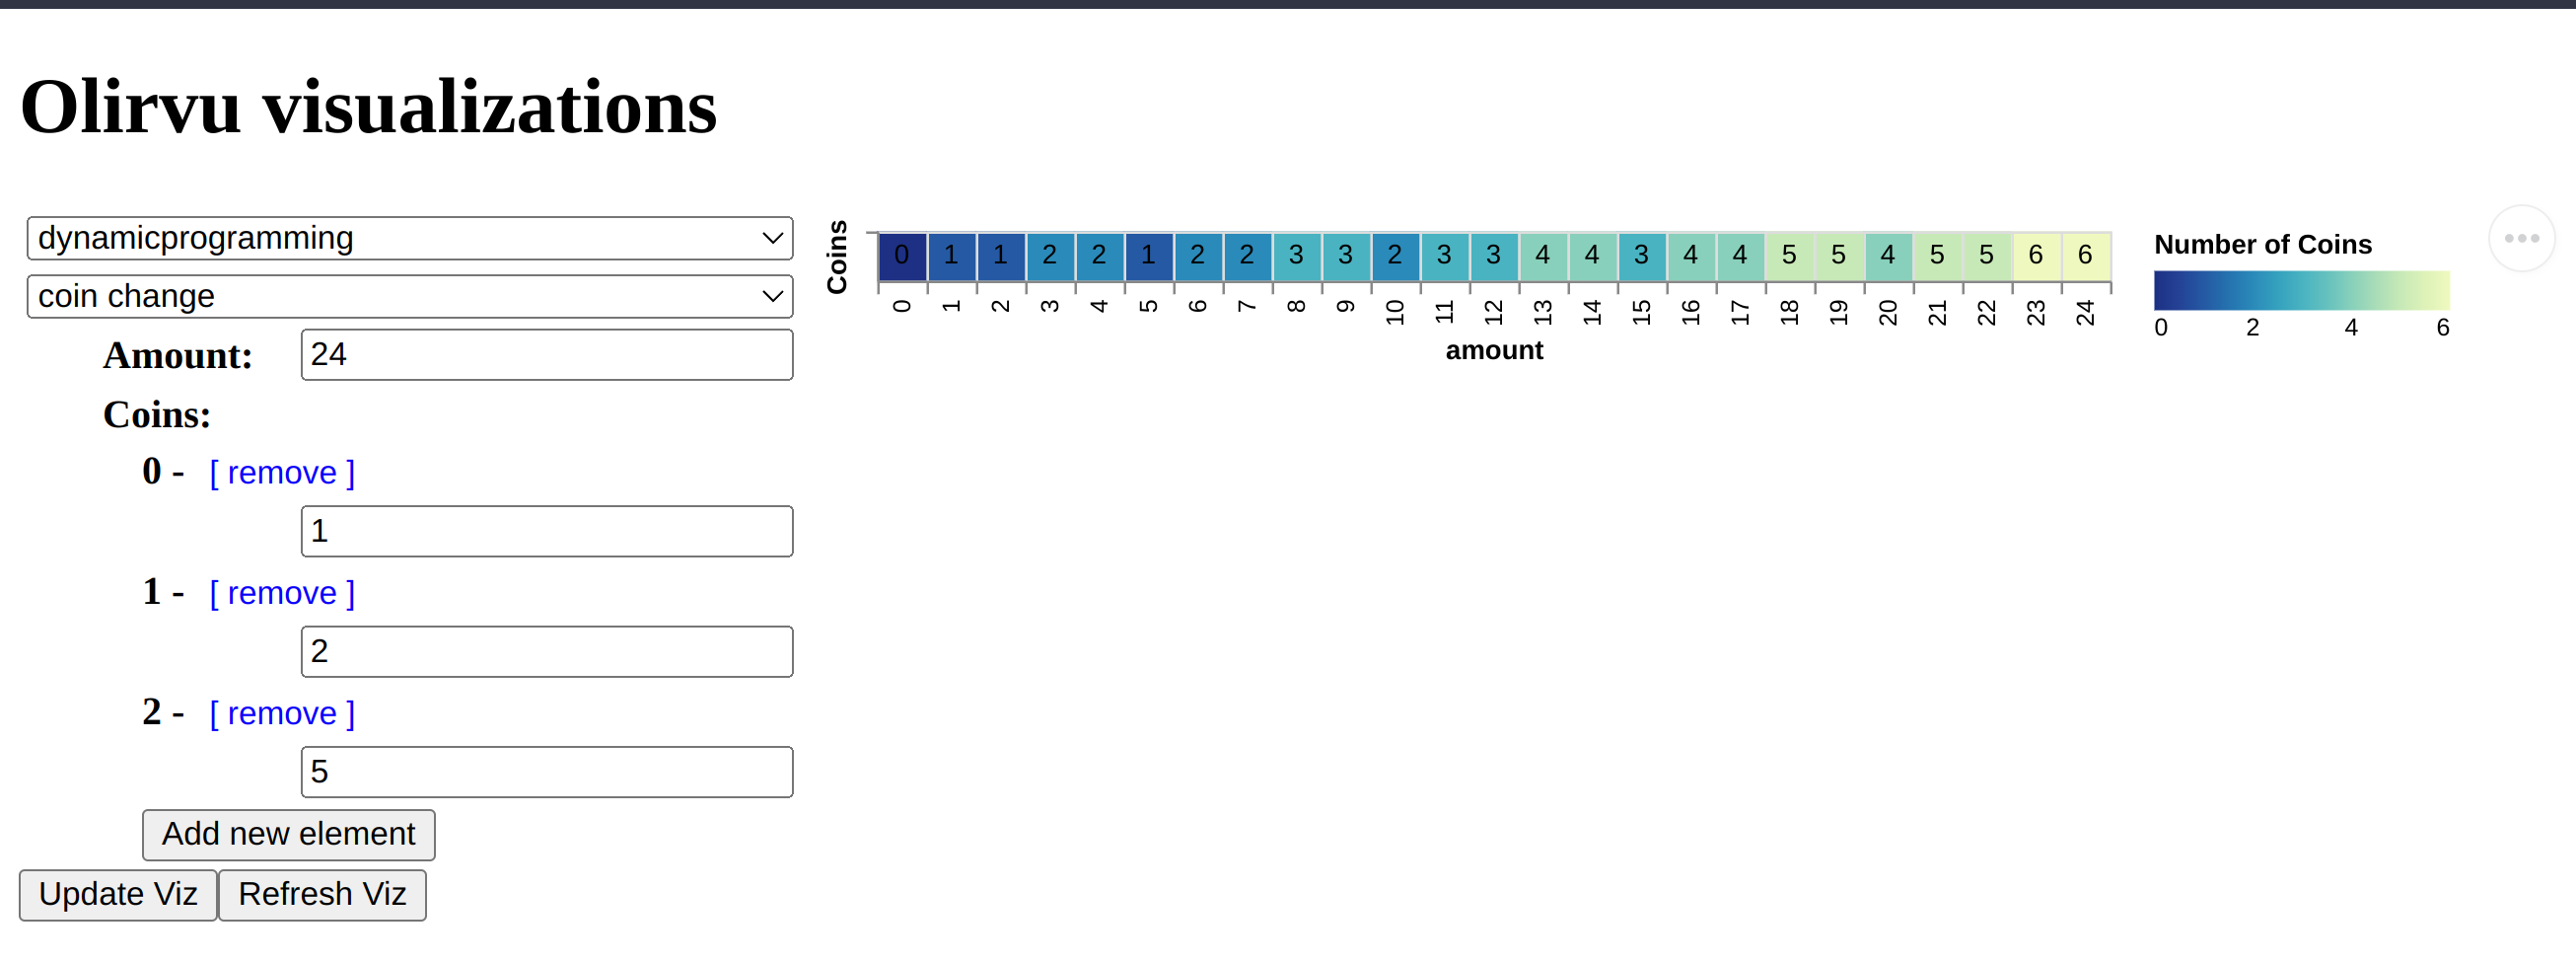 Olirvu visualizations
dynamicprogramming
coin change
Amount: 24
Coins:
0 - [ remove ]
1
1 - [ remove ]
2
2 - [ remove ]
5
Add new element
Update Viz Refresh Viz
Coins
0 1 1 2 2 1 2 2 3 3 2 3 3 4 4 3 4 4 5 5 4 5 5 6 6
0 1 2 3 4 5 6 7 8 9 10 11 12 13 14 15 16 17 18 19 20 21 22 23 24
amount
Number of Coins
0 2 4 6